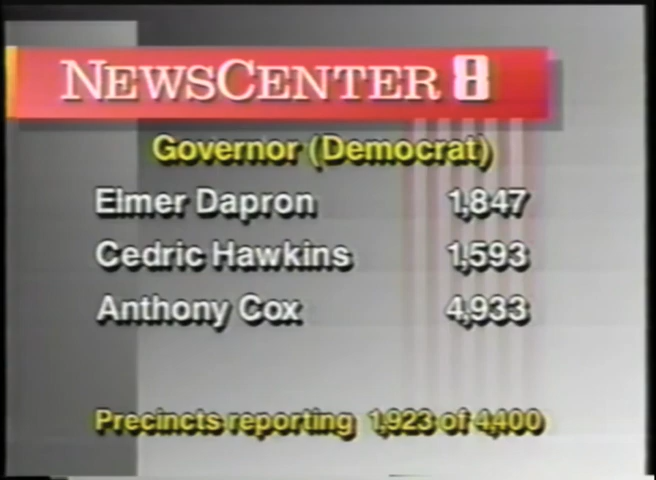 NEWSCENTER 8
Governor (Democrat)
Elmer Dapron 1,847
Cedric Hawkins 1,593
Anthony Cox 4,933
Precincts reporting 1,923 of 4,400